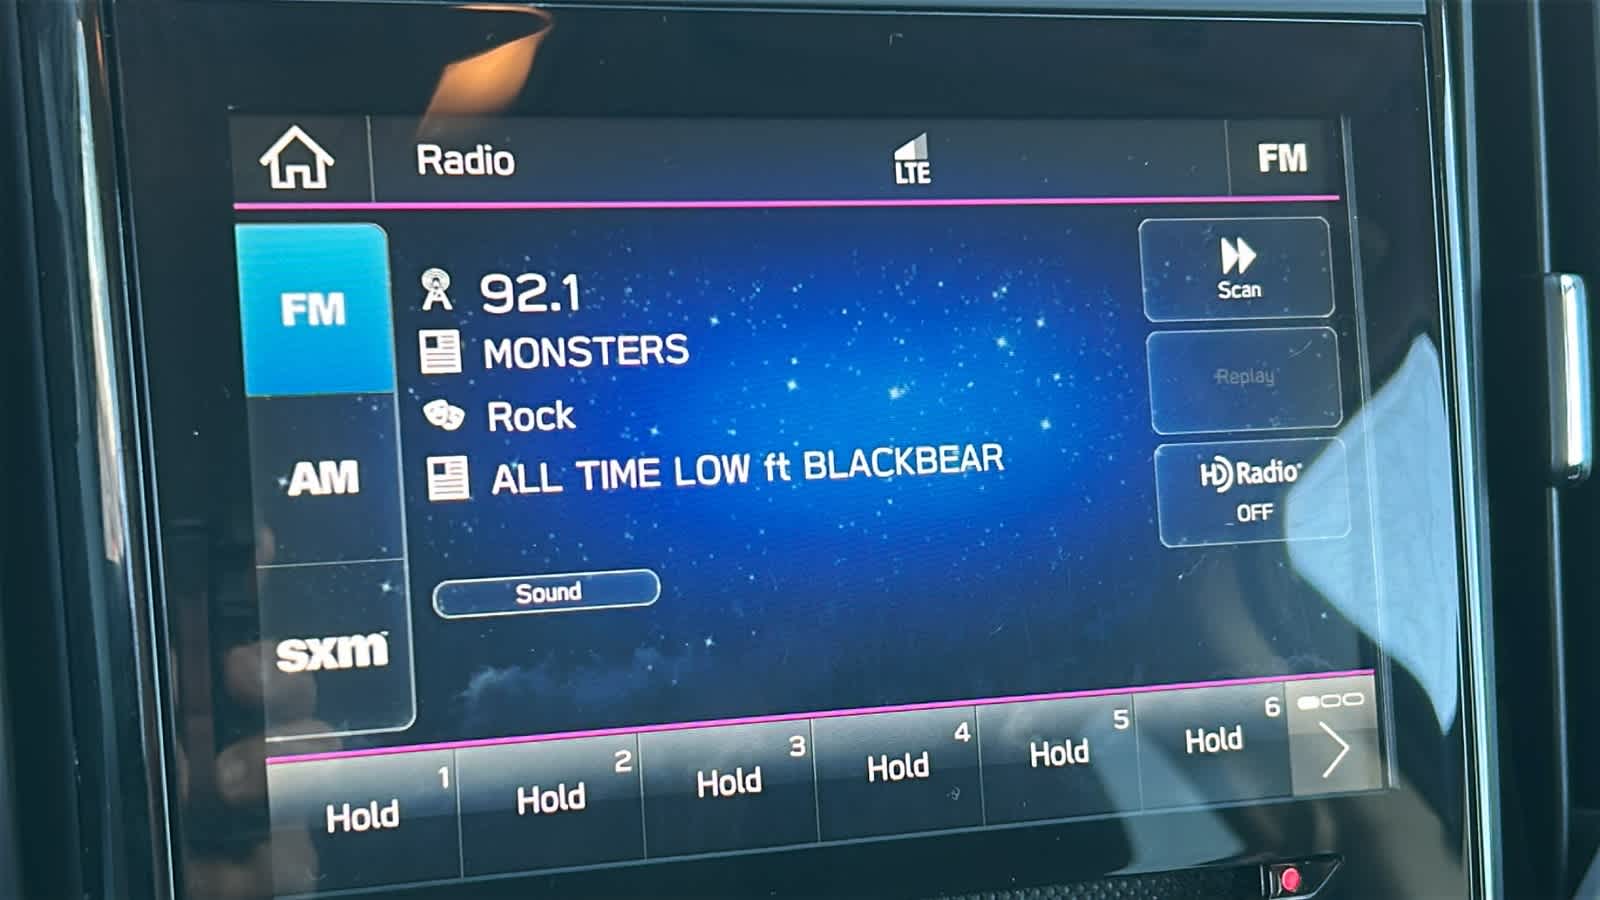 Radio
LTE
FM
FM
AM
sxm
92.1
MONSTERS
Rock
ALL TIME LOW ft BLACKBEAR
Sound
Scan
Replay
HD Radio
OFF
1
Hold
2
Hold
3
Hold
4
Hold
5
Hold
6
Hold